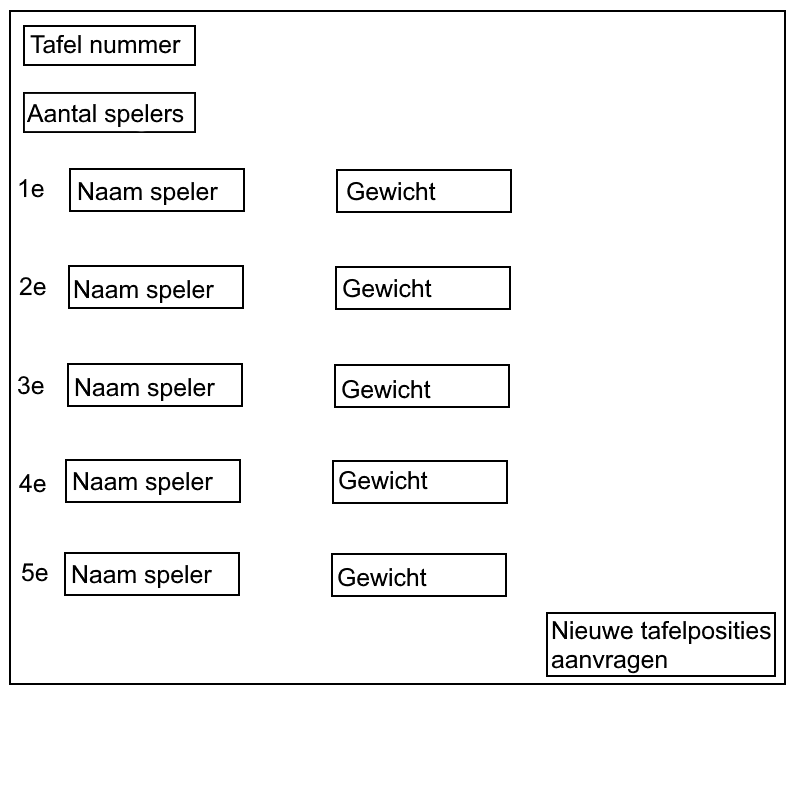 Tafel nummer
Aantal spelers
1e Naam speler Gewicht
2e Naam speler Gewicht
3e Naam speler Gewicht
4e Naam speler Gewicht
5e Naam speler Gewicht
Nieuwe tafelposities
aanvragen